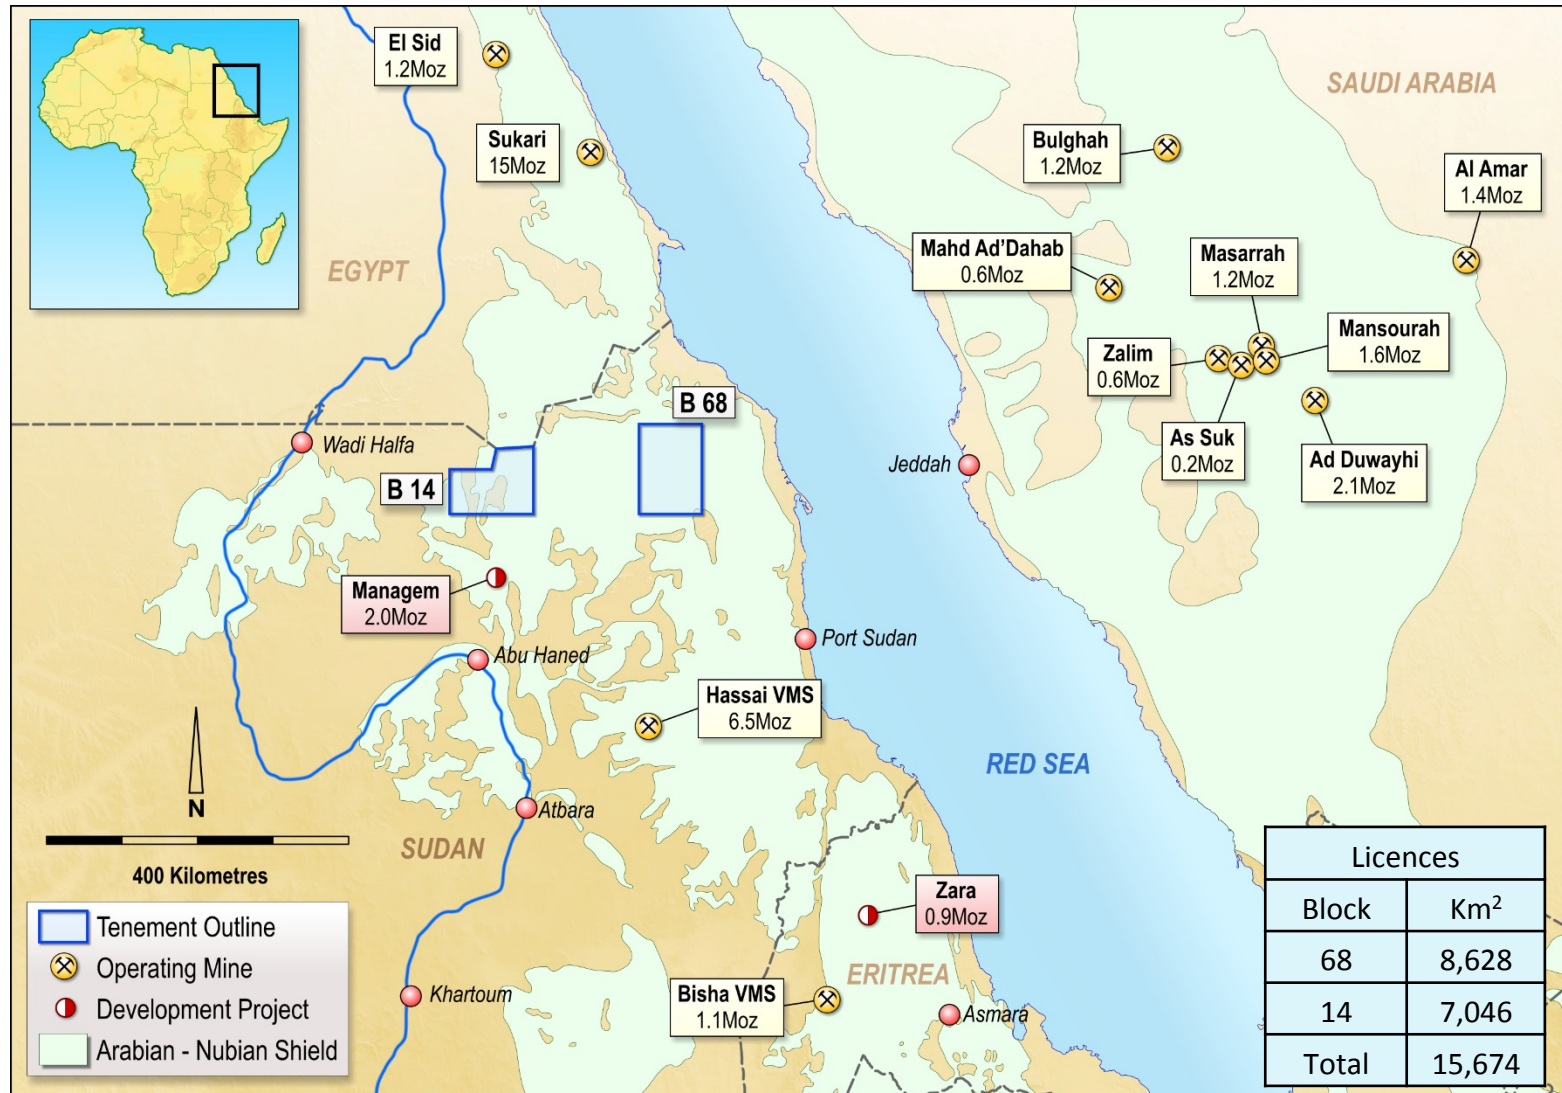 El Sid
1.2Moz
SAUDI ARABIA
Sukari
15Moz
Bulghah
1.2Moz
Al Amar
1.4Moz
EGYPT
Mahd Ad'Dahab
0.6Moz
Masarrah
1.2Moz
Zalim
0.6Moz
Mansourah
1.6Moz
B 68
Wadi Halfa
As Suk
0.2Moz
Ad Duwayhi
2.1Moz
Jeddah
B 14
Managem
2.0Moz
Port Sudan
Abu Haned
Hassai VMS
6.5Moz
RED SEA
N
Atbara
SUDAN
400 Kilometres
Zara
0.9Moz
ERITREA
Bisha VMS
1.1Moz
Khartoum
Asmara
Tenement Outline
Operating Mine
Development Project
Arabian - Nubian Shield
Licences
Block Km²
68 8,628
14 7,046
Total 15,674